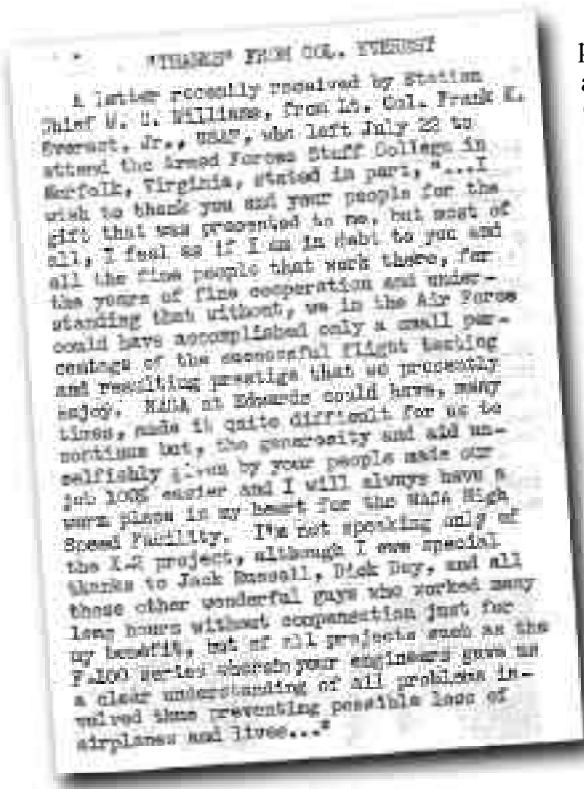 "THANKS" FROM COL. EVEREST
A letter recently received by Station
Chief W. C. Williams, from Lt. Col. Frank K.
Everest, Jr., USAF, who left July 22 to
attend the Armed Forces Staff College in
Norfolk, Virginia, stated in part, "...I
wish to thank you and your people for the
gift that was presented to me, but most of
all, I feel as if I am in debt to you and
all the fine people that work there, for
the years of fine cooperation and under-
standing that without, we in the Air Force
could have accomplished only a small per-
centage of the successful flight testing
and resulting prestige that we presently
enjoy. NACA at Edwards could have, many
times, made it quite difficult for us to
continue but, the generosity and aid un-
selfishly given by your people made our
job 100% easier and I will always have a
warm place in my heart for the NACA High
Speed Facility. I'm not speaking only of
the X-2 project, although I owe special
thanks to Jack Russell, Dick Day, and all
those other wonderful guys who worked many
long hours without compensation just for
my benefit, but of all projects such as the
F-100 series wherein your engineers gave us
a clear understanding of all problems in-
volved thus preventing possible loss of
airplanes and lives..."